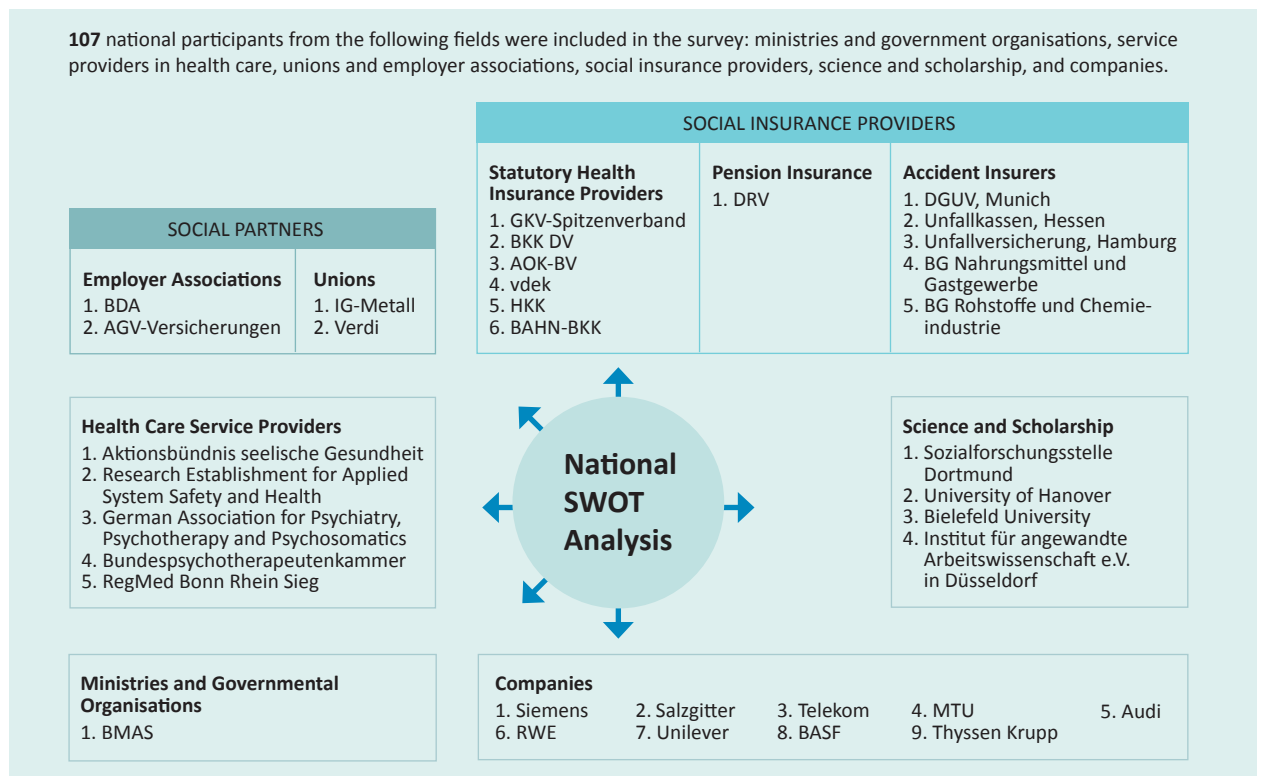 107 national participants from the following fields were included in the survey: ministries and government organisations, service
providers in health care, unions and employer associations, social insurance providers, science and scholarship, and companies.
SOCIAL INSURANCE PROVIDERS
Statutory Health
Insurance Providers
1. GKV-Spitzenverband
2. BKK DV
3. AOK-BV
4. vdek
5. HKK
6. BAHN-BKK
Pension Insurance
1. DRV
Accident Insurers
1. DGUV, Munich
2. Unfallkassen, Hessen
3. Unfallversicherung, Hamburg
4. BG Nahrungsmittel und
Gastgewerbe
5. BG Rohstoffe und Chemie-
industrie
SOCIAL PARTNERS
Employer Associations
1. BDA
2. AGV-Versicherungen
Unions
1. IG-Metall
2. Verdi
Health Care Service Providers
1. Aktionsbündnis seelische Gesundheit
2. Research Establishment for Applied
System Safety and Health
3. German Association for Psychiatry,
Psychotherapy and Psychosomatics
4. Bundespsychotherapeutenkammer
5. RegMed Bonn Rhein Sieg
National
SWOT
Analysis
Science and Scholarship
1. Sozialforschungsstelle
Dortmund
2. University of Hanover
3. Bielefeld University
4. Institut für angewandte
Arbeitswissenschaft e.V.
in Düsseldorf
Ministries and Governmental
Organisations
1. BMAS
Companies
1. Siemens 2. Salzgitter 3. Telekom 4. MTU 5. Audi
6. RWE 7. Unilever 8. BASF 9. Thyssen Krupp